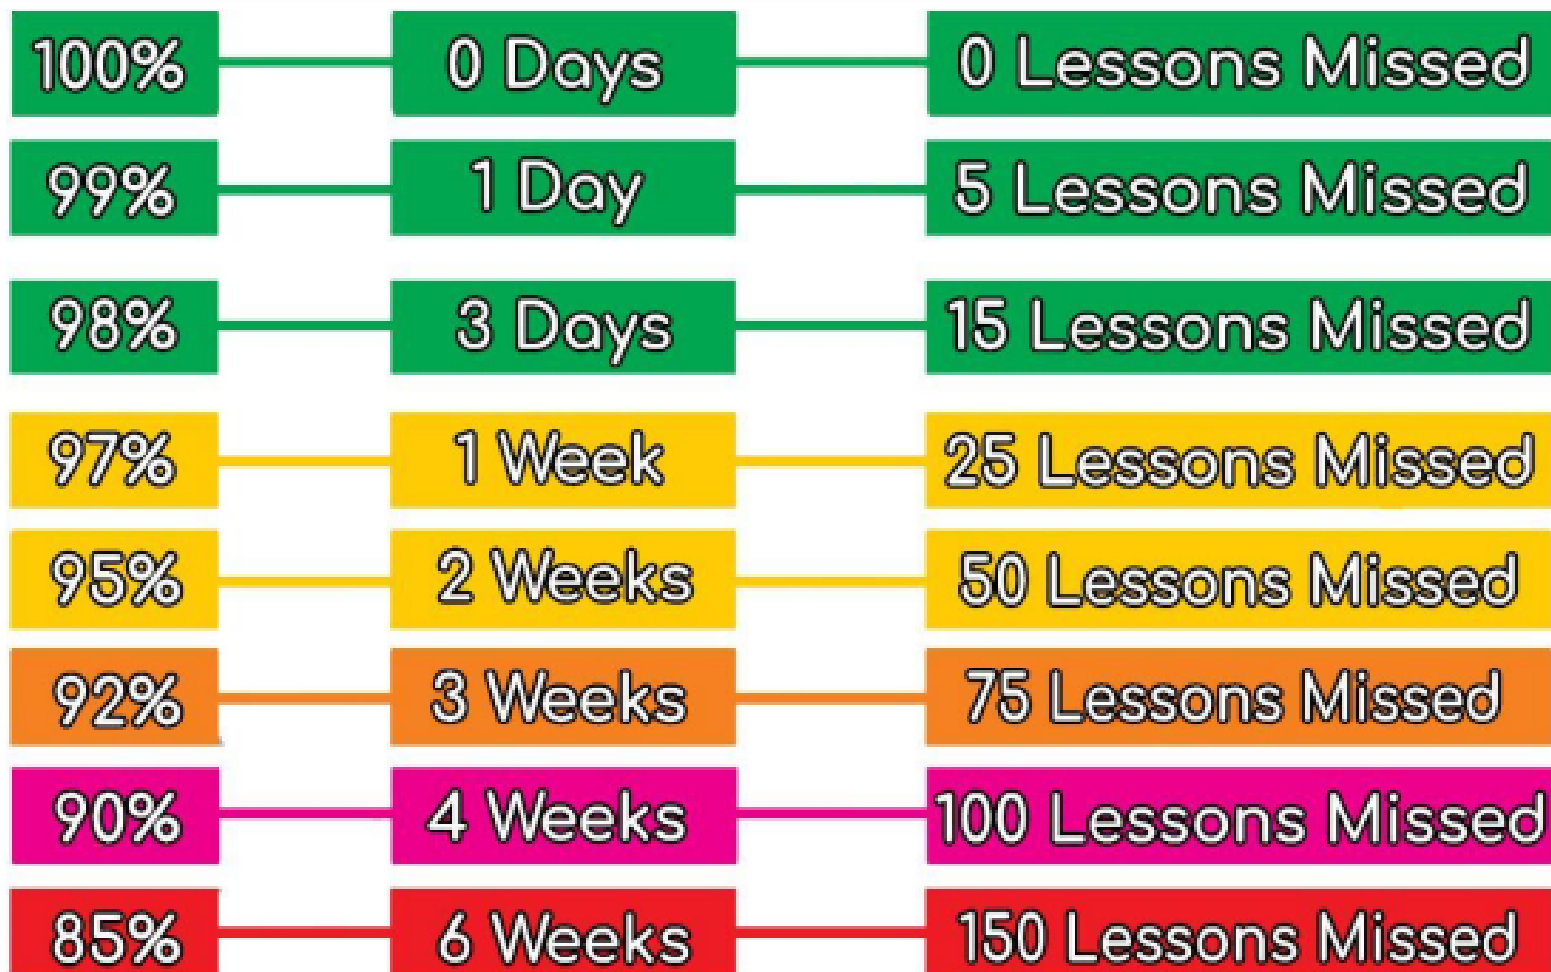 100% 0 Days 0 Lessons Missed
99% 1 Day 5 Lessons Missed
98% 3 Days 15 Lessons Missed
97% 1 Week 25 Lessons Missed
95% 2 Weeks 50 Lessons Missed
92% 3 Weeks 75 Lessons Missed
90% 4 Weeks 100 Lessons Missed
85% 6 Weeks 150 Lessons Missed